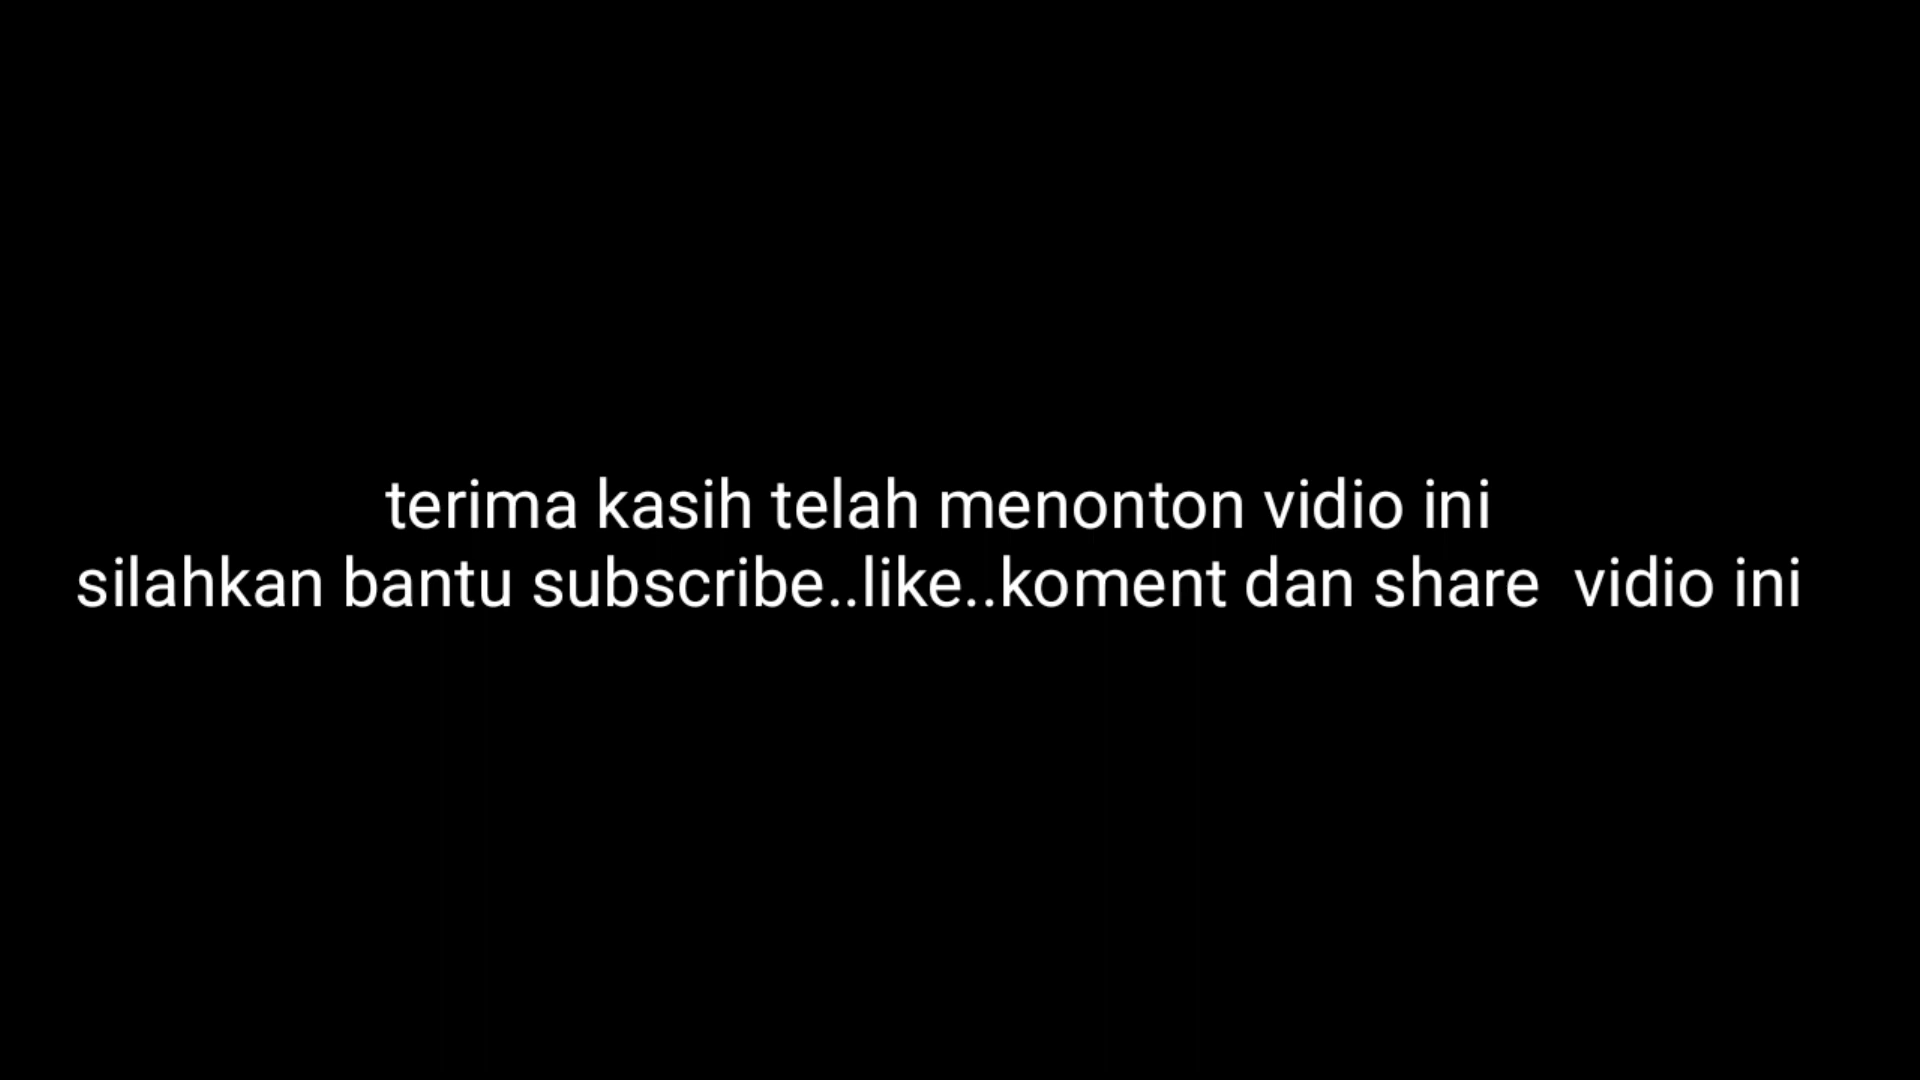 terima kasih telah menonton vidio ini
silahkan bantu subscribe..like..koment dan share  vidio ini